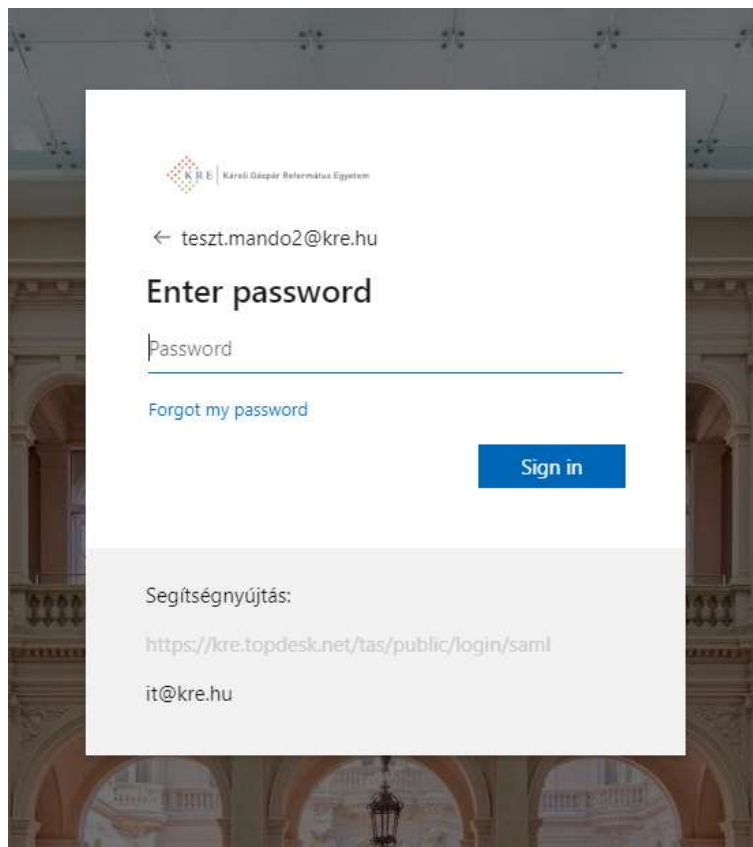 KRE Károli Gáspár Református Egyetem
← teszt.mando2@kre.hu
Enter password
Password
Forgot my password
Sign in
Segítségnyújtás:
https://kre.topdesk.net/tas/public/login/saml
it@kre.hu